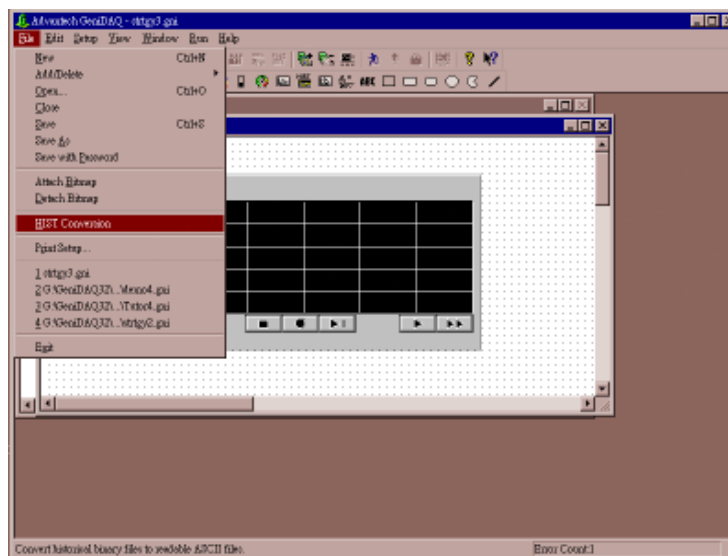 Advantech GeniDAQ - strtgy3.gni
File Edit Setup View Window Run Help
New Ctrl+N
Add/Delete
Open... Ctrl+O
Close
Save Ctrl+S
Save As
Save with Password
Attach Bitmap
Detach Bitmap
HIST Conversion
Print Setup...
1 strtgy3.gni
2 G:\GeniDAQ32\...\demo4.gni
3 G:\GeniDAQ32\...\Tutor4.gni
4 G:\GeniDAQ32\...\strtgy2.gni
Exit
ABC
Convert historical binary files to readable ASCII files.
Error Count:1